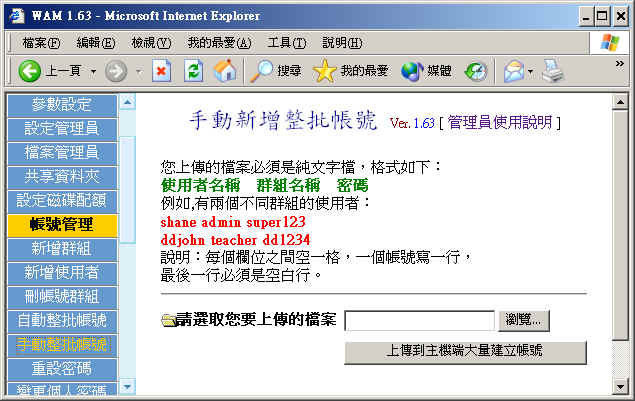 WAM 1.63 - Microsoft Internet Explorer
檔案(F) 編輯(E) 檢視(V) 我的最愛(A) 工具(T) 說明(H)
上一頁 搜尋 我的最愛 媒體 »
參數設定
設定管理員
檔案管理員
共享資料夾
設定磁碟配額
帳號管理
新增群組
新增使用者
刪帳號群組
自動整批帳號
手動整批帳號
重設密碼
變更個人密碼
手動新增整批帳號 Ver. 1.63 [ 管理員使用說明 ]
您上傳的檔案必須是純文字檔，格式如下：
使用者名稱 群組名稱 密碼
例如,有兩個不同群組的使用者：
shane admin super123
ddjohn teacher dd1234
說明：每個欄位之間空一格，一個帳號寫一行，
最後一行必須是空白行。
請選取您要上傳的檔案 瀏覽...
上傳到主機端大量建立帳號